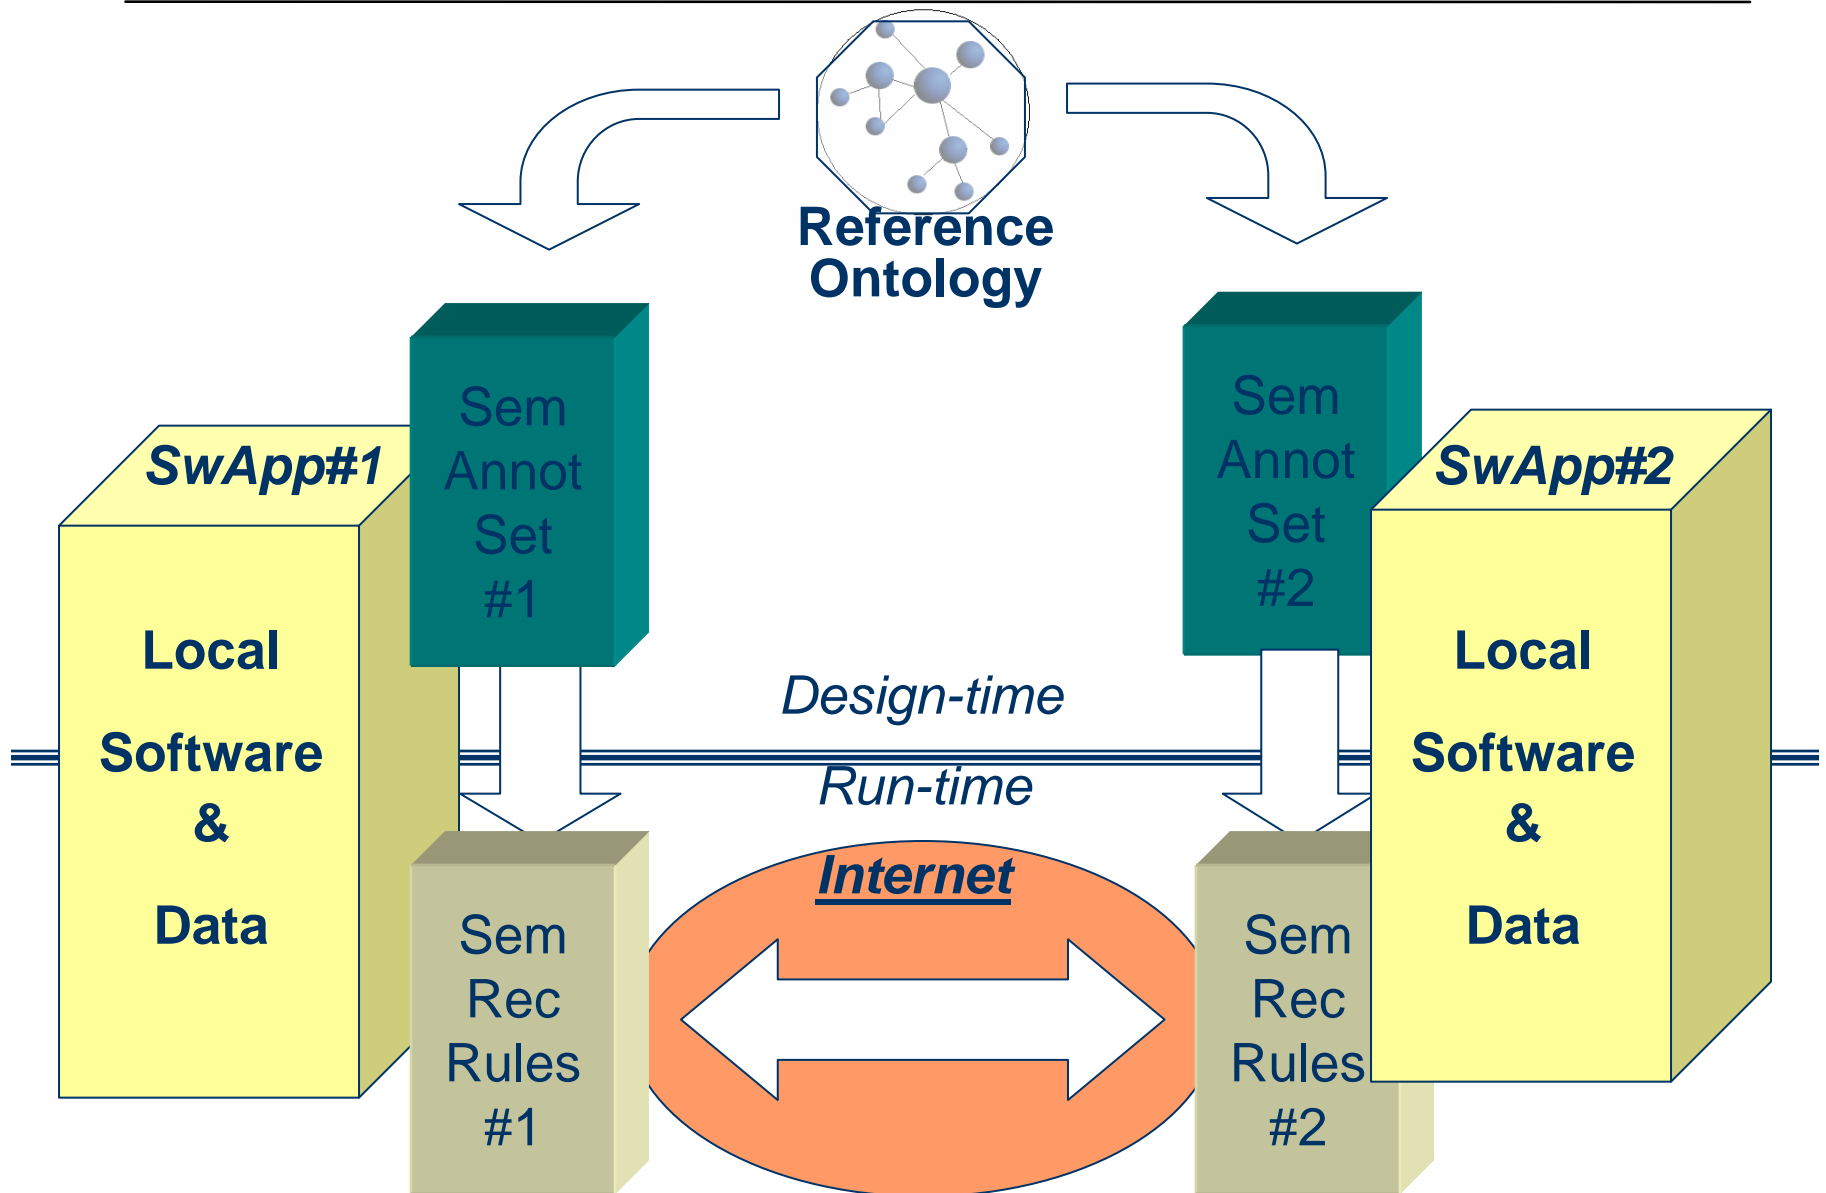 Reference
Ontology
Sem
Annot
Set
#1
Sem
Annot
Set
#2
SwApp#1
Local
Software
&
Data
SwApp#2
Local
Software
&
Data
Design-time
Run-time
Internet
Sem
Rec
Rules
#1
Sem
Rec
Rules
#2